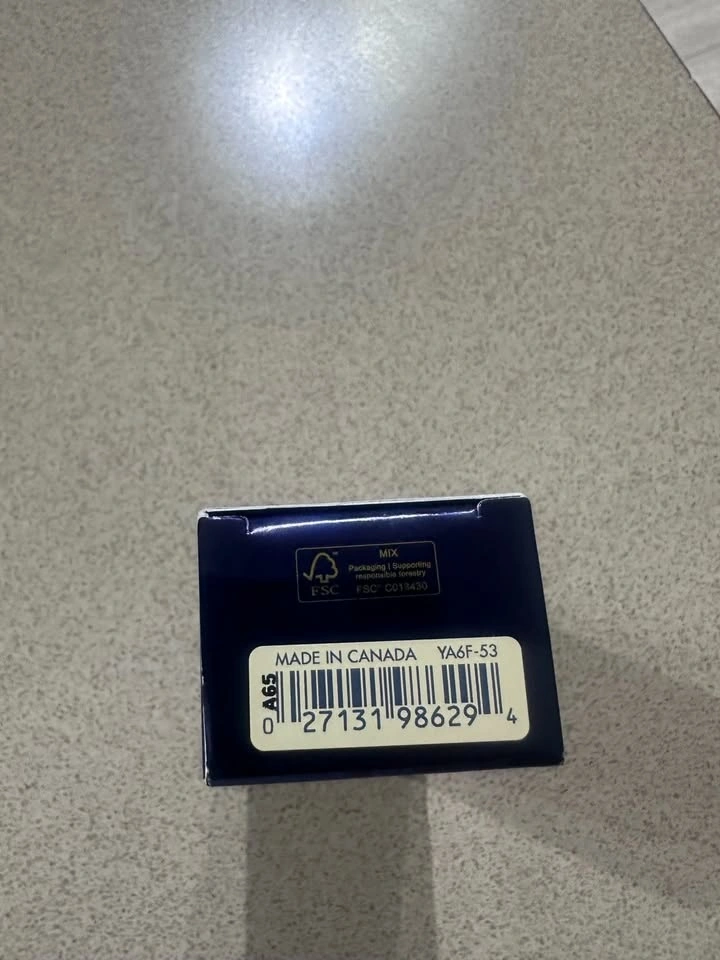 MIX
Packaging | Supporting
responsible forestry
FSC
FSC® C013430
MADE IN CANADA YA6F-53
A65
0 27131 98629 4